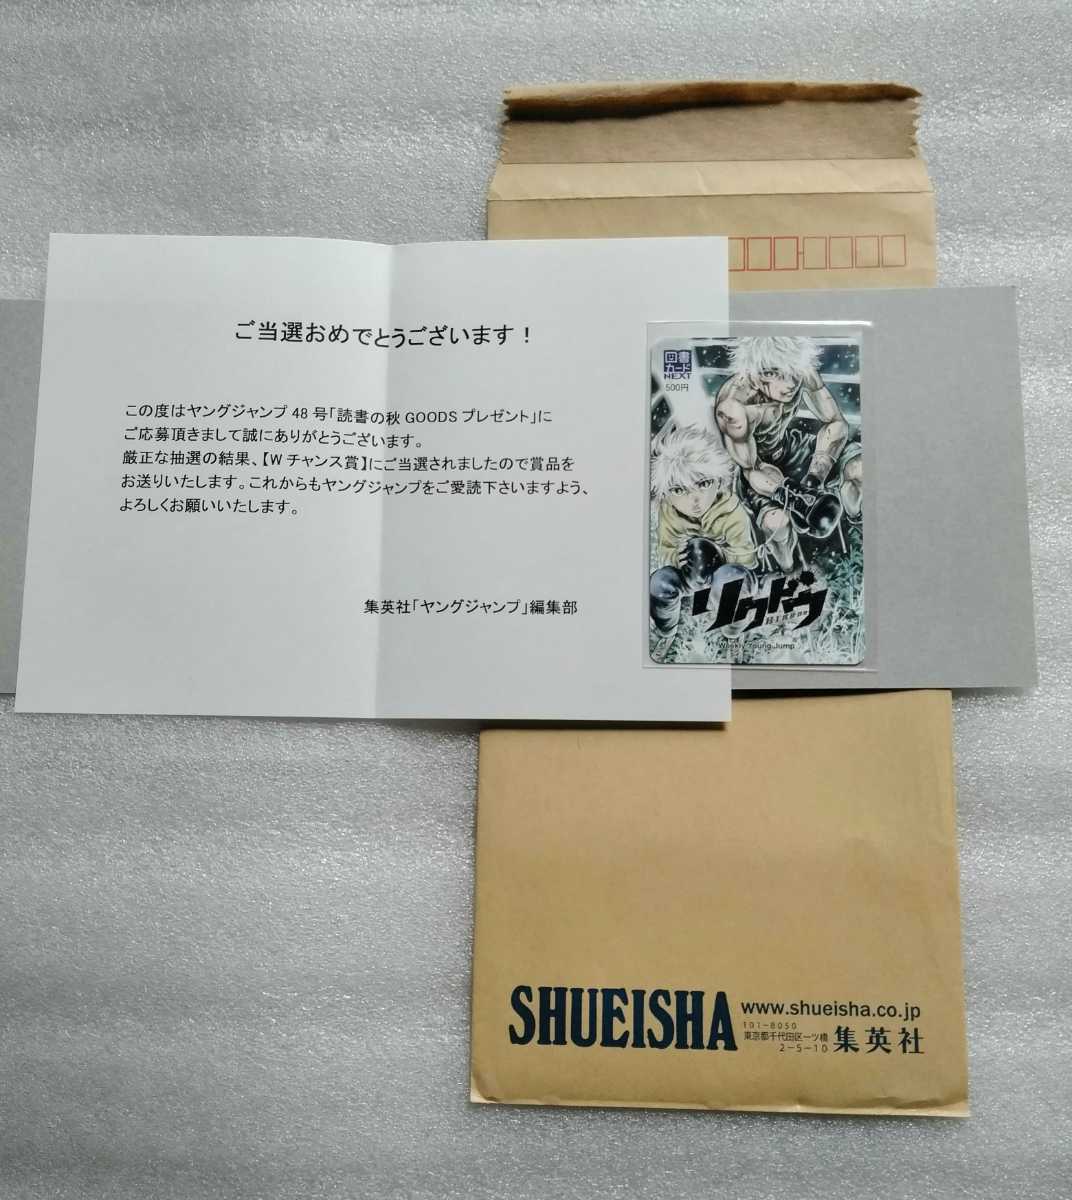 ご当選おめでとうございます！
この度はヤングジャンプ 48 号「読書の秋 GOODS プレゼント」に
ご応募頂きまして誠にありがとうございます。
厳正な抽選の結果、【W チャンス賞】にご当選されましたので賞品を
お送りいたします。これからもヤングジャンプをご愛読下さいますよう、
よろしくお願いいたします。
集英社「ヤングジャンプ」編集部
図書
カード
NEXT
500円
リクドウ
Weekly Young Jump
SHUEISHA
www.shueisha.co.jp
101-8050
東京都千代田区一ツ橋
2-5-10
集英社